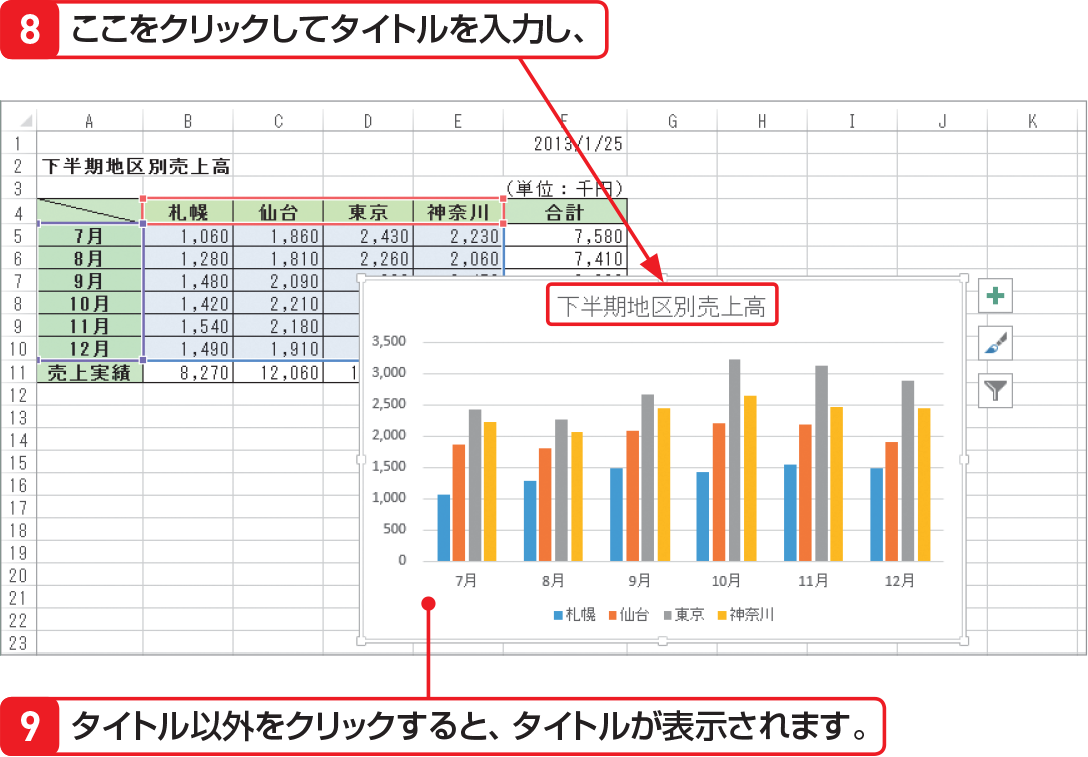 8 ここをクリックしてタイトルを入力し、
A B C D E F G H I J K
1 2013/1/25
2 下半期地区別売上高
3 (単位：千円)
4 札幌 仙台 東京 神奈川 合計
5 7月 1,060 1,860 2,430 2,230 7,580
6 8月 1,280 1,810 2,260 2,060 7,410
7 9月 1,480 2,090
8 10月 1,420 2,210
9 11月 1,540 2,180
10 12月 1,490 1,910
11 売上実績 8,270 12,060 1
12
13
14
15
16
17
18
19
20
21
22
23
下半期地区別売上高
3,500
3,000
2,500
2,000
1,500
1,000
500
0
7月 8月 9月 10月 11月 12月
札幌 仙台 東京 神奈川
9 タイトル以外をクリックすると、タイトルが表示されます。